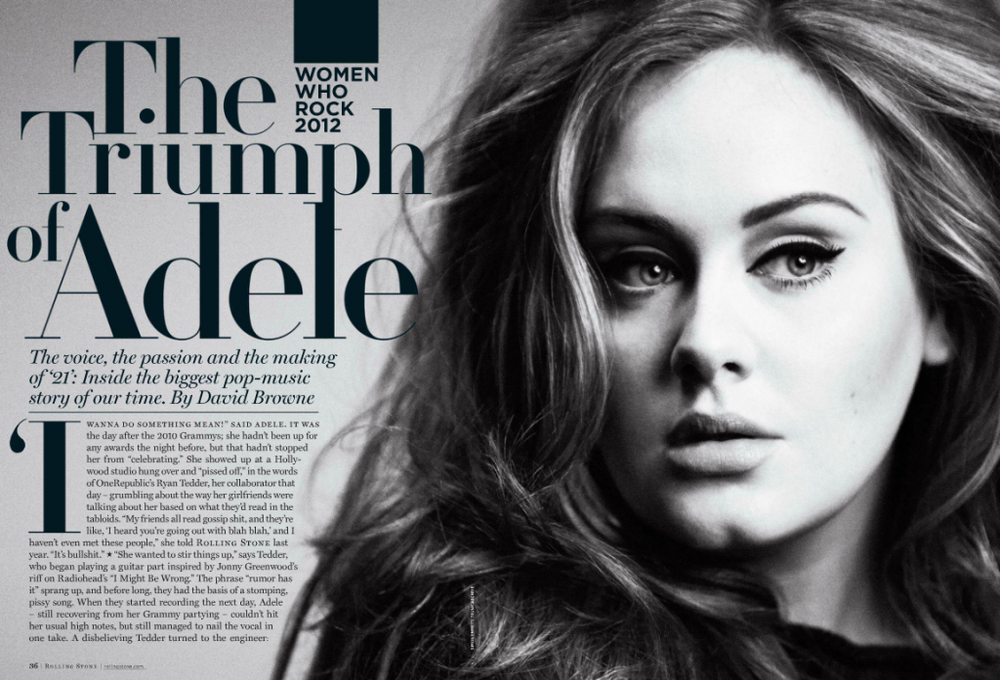 The
WOMEN
WHO
ROCK
2012
Triumph
of
Adele
The voice, the passion and the making
of ‘21’: Inside the biggest pop-music
story of our time. By David Browne
‘I WANNA DO SOMETHING MEAN!” SAID ADELE. IT WAS
the day after the 2010 Grammys; she hadn’t been up for
any awards the night before, but that hadn’t stopped
her from “celebrating.” She showed up at a Holly-
wood studio hung over and “pissed off,” in the words
of OneRepublic’s Ryan Tedder, her collaborator that
day – grumbling about the way her girlfriends were
talking about her based on what they’d read in the
tabloids. “My friends all read gossip shit, and they’re
like, ‘I heard you’re going out with blah blah,’ and I
haven’t even met these people,” she told ROLLING STONE last
year. “It’s bullshit.” ★ “She wanted to stir things up,” says Tedder,
who began playing a guitar part inspired by Jonny Greenwood’s
riff on Radiohead’s “I Might Be Wrong.” The phrase “rumor has
it” sprang up, and before long, they had the basis of a stomping,
pissy song. When they started recording the next day, Adele
– still recovering from her Grammy partying – couldn’t hit
her usual high notes, but still managed to nail the vocal in
one take. A disbelieving Tedder turned to the engineer:
36 | ROLLING STONE | rollingstone.com